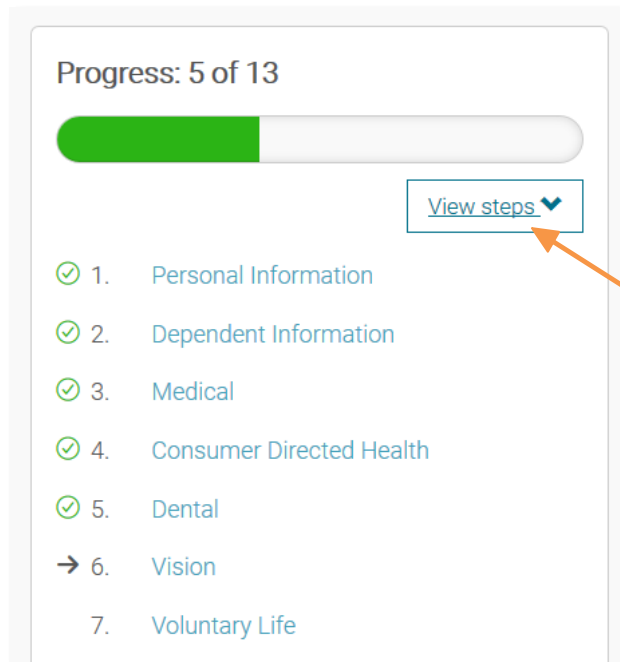 Progress: 5 of 13
View steps
1. Personal Information
2. Dependent Information
3. Medical
4. Consumer Directed Health
5. Dental
6. Vision
7. Voluntary Life